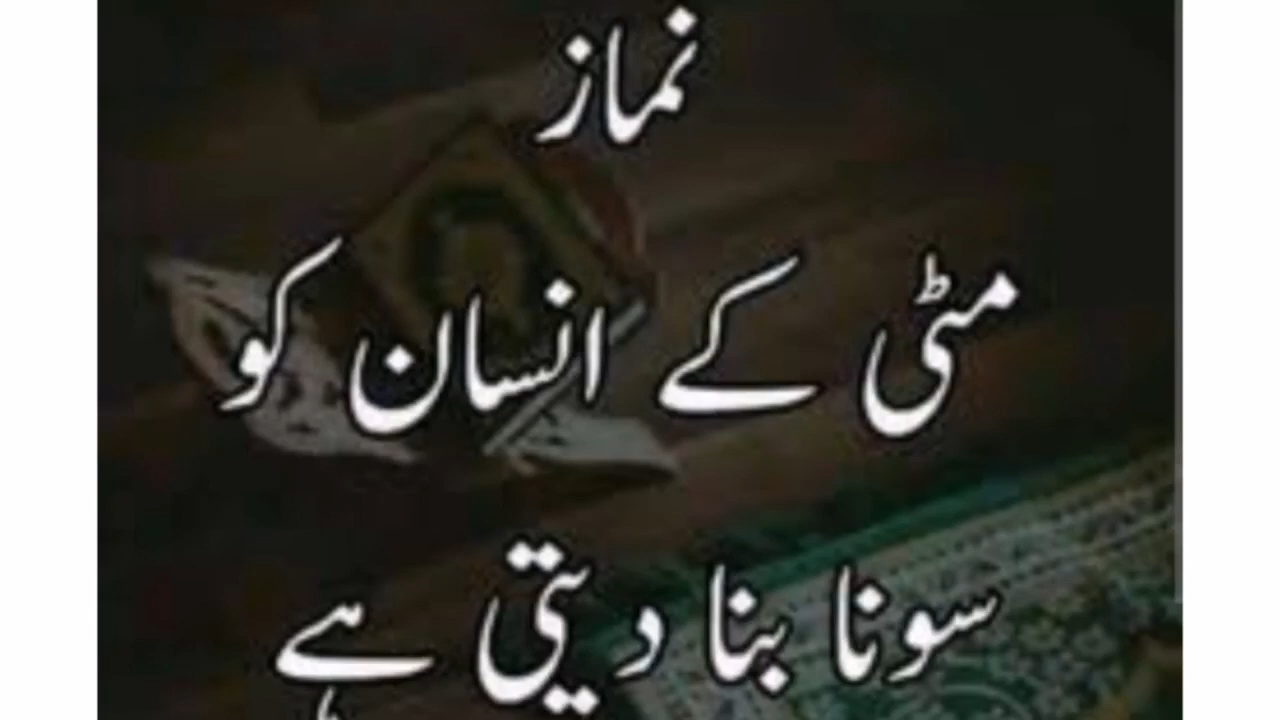 نماز
مٹی کے انسان کو
سونا بنا دیتی ہے